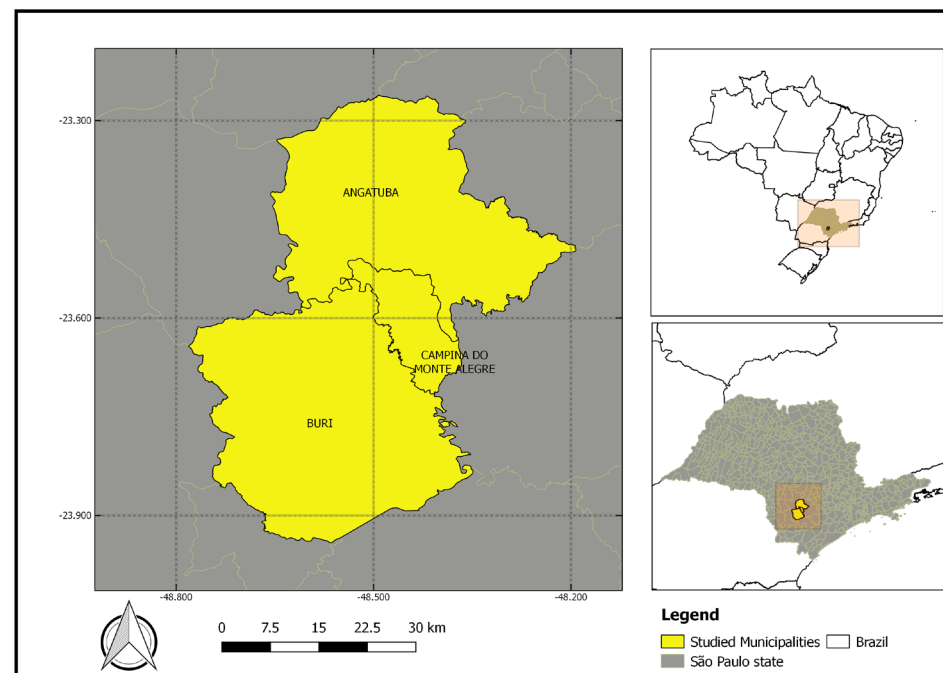 -23.300
-23.600
-23.900
ANGATUBA
CAMPINA DO
MONTE ALEGRE
BURI
-48.800
-48.500
-48.200
0 7.5 15 22.5 30 km
Legend
Studied Municipalities
Brazil
São Paulo state